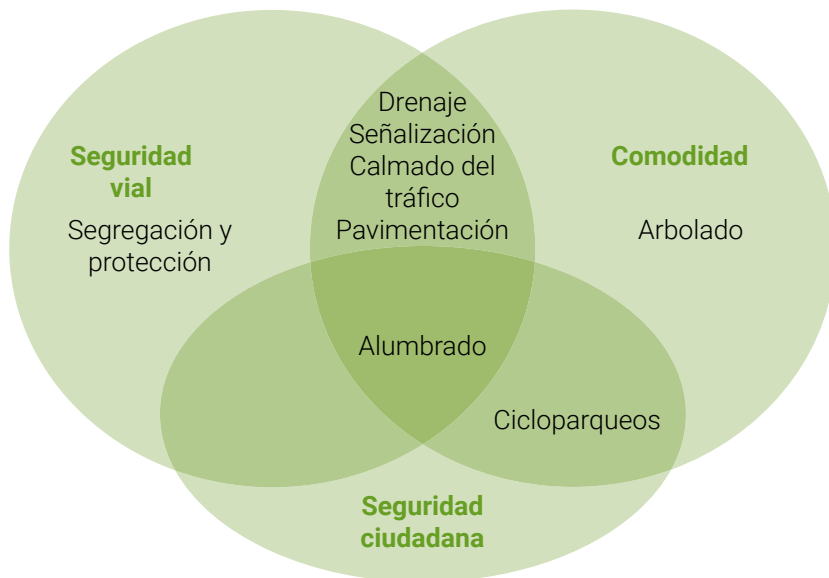 Drenaje
Señalización
Calmado del
tráfico
Pavimentación
Seguridad
vial
Segregación y
protección
Comodidad
Arbolado
Alumbrado
Cicloparqueos
Seguridad
ciudadana